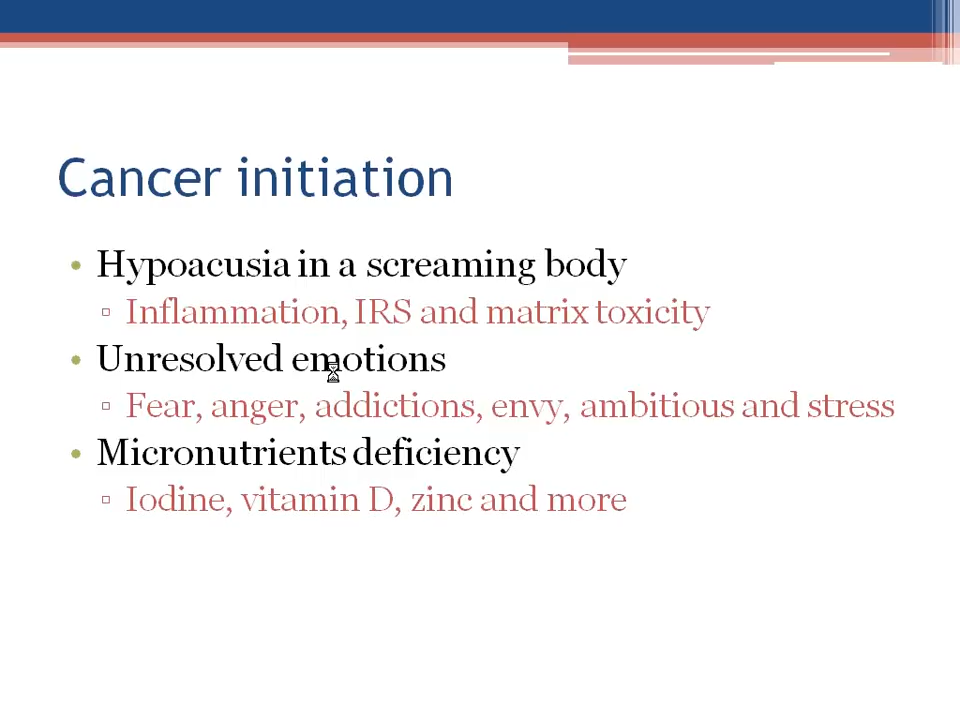 Cancer initiation
• Hypoacusia in a screaming body
▫ Inflammation, IRS and matrix toxicity
• Unresolved emotions
▫ Fear, anger, addictions, envy, ambitious and stress
• Micronutrients deficiency
▫ Iodine, vitamin D, zinc and more